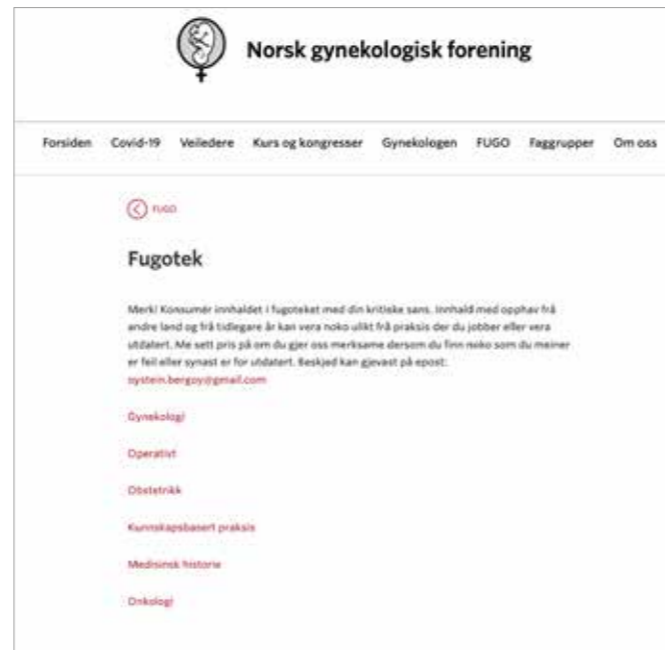 Norsk gynekologisk forening
Forsiden Covid-19 Veiledere Kurs og kongresser Gynekologen FUGO Faggrupper Om oss
FUGO
Fugotek
Merk! Konsumér innhaldet i fugoteket med din kritiske sans. Innhald med opphav frå
andre land og frå tidlegare år kan vera noko ulikt frå praksis der du jobber eller vera
utdatert. Me sett pris på om du gjer oss merksame dersom du finn noko som du meiner
er feil eller synast er for utdatert. Beskjed kan gjevast på epost:
systein.bergoy@gmail.com
Gynekologi
Operativt
Obstetrikk
Kunnskapsbasert praksis
Medisinsk historie
Onkologi